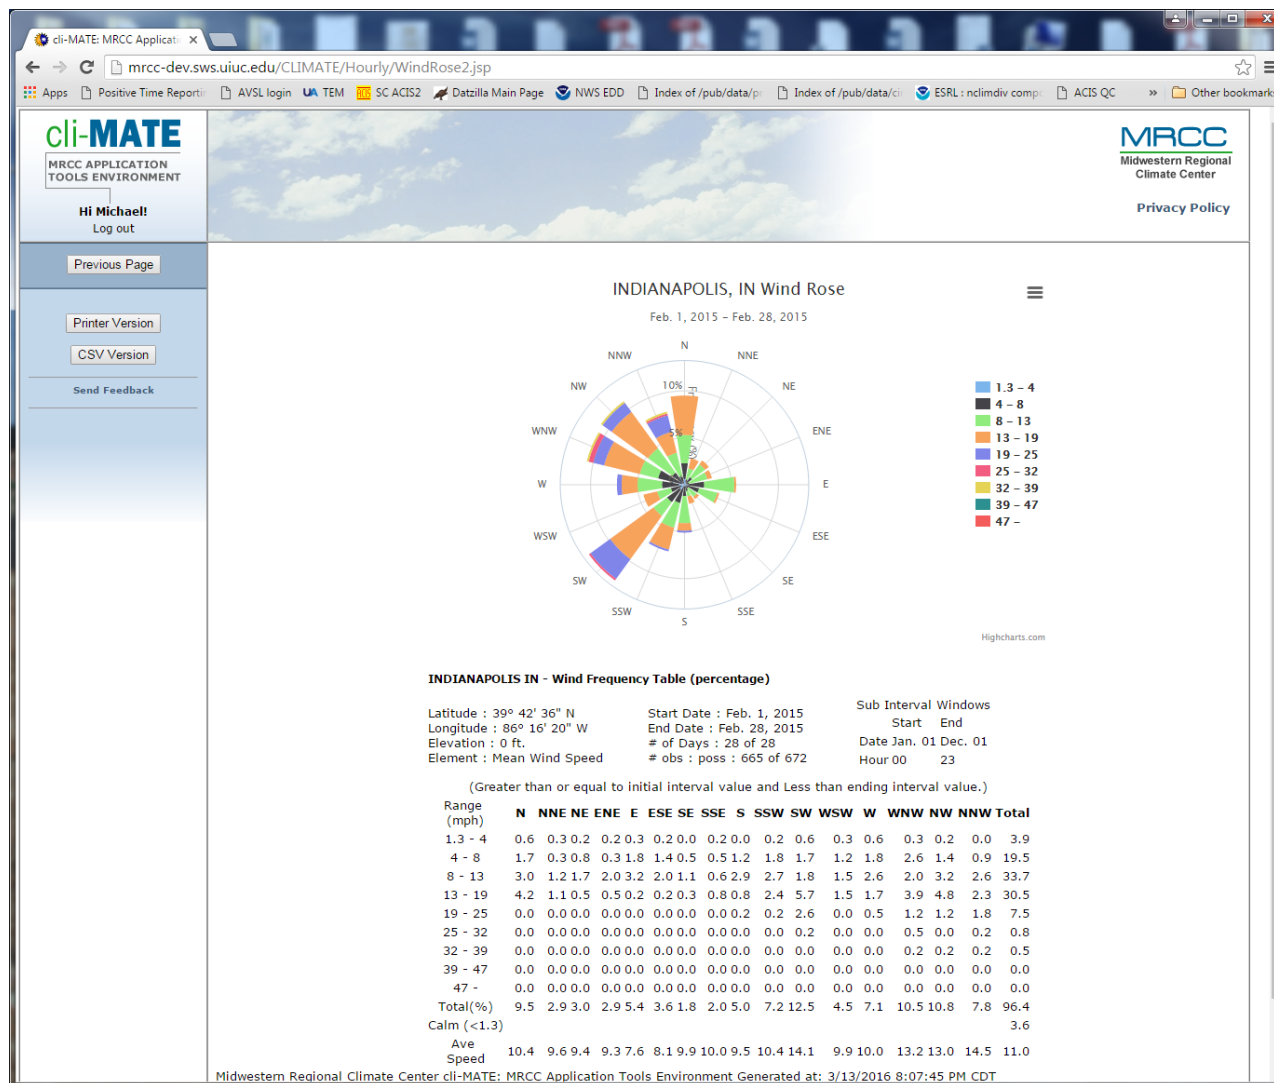 cli-MATE: MRCC Applicati
mrcc-dev.sws.uiuc.edu/CLIMATE/Hourly/WindRose2.jsp
Apps Positive Time Reporti AVSL login UA TEM SC ACIS2 Datzilla Main Page NWS EDD Index of /pub/data/pr Index of /pub/data/cir ESRL : nclimdiv comp ACIS QC » Other bookmark
cli-MATE
MRCC APPLICATION
TOOLS ENVIRONMENT
Hi Michael!
Log out
MRCC
Midwestern Regional
Climate Center
Privacy Policy
Previous Page
Printer Version
CSV Version
Send Feedback
INDIANAPOLIS, IN Wind Rose
Feb. 1, 2015 – Feb. 28, 2015
N
NNW NNE
NW NE
10%
WNW ENE
5%
W E
WSW ESE
SW SE
SSW SSE
S
1.3 – 4
4 – 8
8 – 13
13 – 19
19 – 25
25 – 32
32 – 39
39 – 47
47 –
Highcharts.com
INDIANAPOLIS IN - Wind Frequency Table (percentage)
Latitude : 39º 42' 36" N Start Date : Feb. 1, 2015 Sub Interval Windows
Longitude : 86º 16' 20" W End Date : Feb. 28, 2015 Start End
Elevation : 0 ft. # of Days : 28 of 28 Date Jan. 01 Dec. 01
Element : Mean Wind Speed # obs : poss : 665 of 672 Hour 00 23
(Greater than or equal to initial interval value and Less than ending interval value.)
Range (mph) N NNE NE ENE E ESE SE SSE S SSW SW WSW W WNW NW NNW Total
1.3 - 4 0.6 0.3 0.2 0.2 0.3 0.2 0.0 0.2 0.0 0.2 0.6 0.3 0.6 0.3 0.2 0.0 3.9
4 - 8 1.7 0.3 0.8 0.3 1.8 1.4 0.5 0.5 1.2 1.8 1.7 1.2 1.8 2.6 1.4 0.9 19.5
8 - 13 3.0 1.2 1.7 2.0 3.2 2.0 1.1 0.6 2.9 2.7 1.8 1.5 2.6 2.0 3.2 2.6 33.7
13 - 19 4.2 1.1 0.5 0.5 0.2 0.2 0.3 0.8 0.8 2.4 5.7 1.5 1.7 3.9 4.8 2.3 30.5
19 - 25 0.0 0.0 0.0 0.0 0.0 0.0 0.0 0.0 0.2 0.2 2.6 0.0 0.5 1.2 1.2 1.8 7.5
25 - 32 0.0 0.0 0.0 0.0 0.0 0.0 0.0 0.0 0.0 0.0 0.2 0.0 0.0 0.5 0.0 0.2 0.8
32 - 39 0.0 0.0 0.0 0.0 0.0 0.0 0.0 0.0 0.0 0.0 0.0 0.0 0.0 0.2 0.2 0.2 0.5
39 - 47 0.0 0.0 0.0 0.0 0.0 0.0 0.0 0.0 0.0 0.0 0.0 0.0 0.0 0.0 0.0 0.0 0.0
47 - 0.0 0.0 0.0 0.0 0.0 0.0 0.0 0.0 0.0 0.0 0.0 0.0 0.0 0.0 0.0 0.0 0.0
Total(%) 9.5 2.9 3.0 2.9 5.4 3.6 1.8 2.0 5.0 7.2 12.5 4.5 7.1 10.5 10.8 7.8 96.4
Calm (<1.3) 3.6
Ave Speed 10.4 9.6 9.4 9.3 7.6 8.1 9.9 10.0 9.5 10.4 14.1 9.9 10.0 13.2 13.0 14.5 11.0
Midwestern Regional Climate Center cli-MATE: MRCC Application Tools Environment Generated at: 3/13/2016 8:07:45 PM CDT